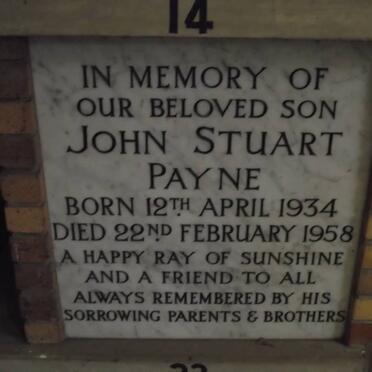 14
IN MEMORY OF
OUR BELOVED SON
JOHN STUART
PAYNE
BORN 12TH APRIL 1934
DIED 22ND FEBRUARY 1958
A HAPPY RAY OF SUNSHINE
AND A FRIEND TO ALL
ALWAYS REMEMBERED BY HIS
SORROWING PARENTS & BROTHERS